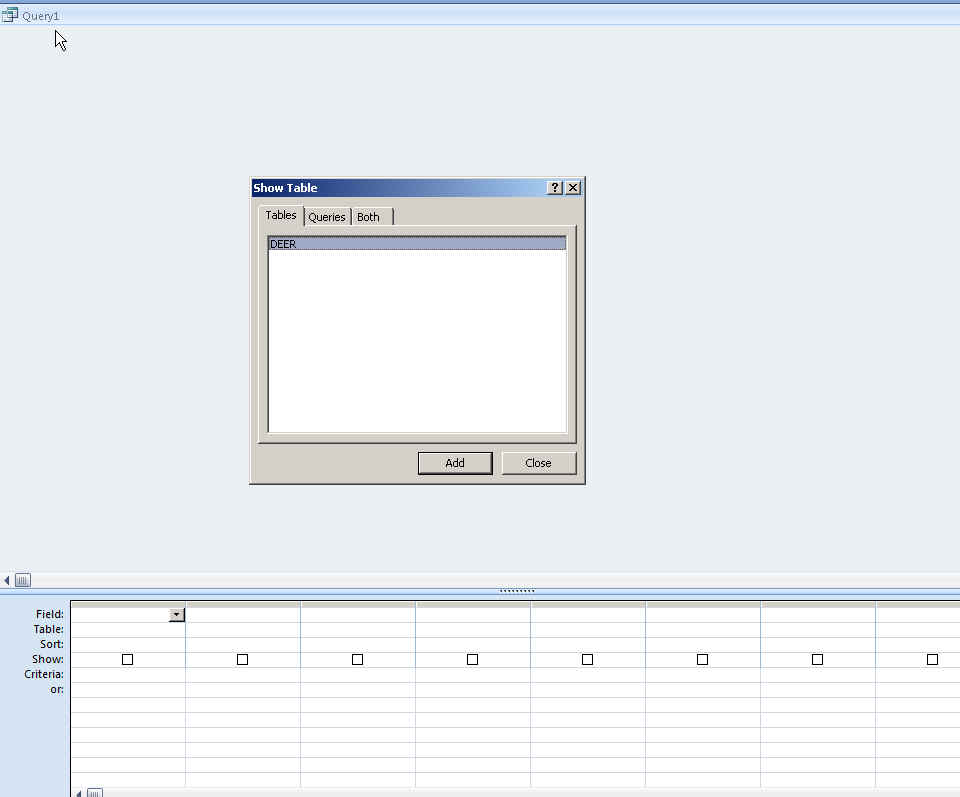 Query1
Show Table
?
Tables Queries Both
DEER
Add Close
Field:
Table:
Sort:
Show:
Criteria:
or: